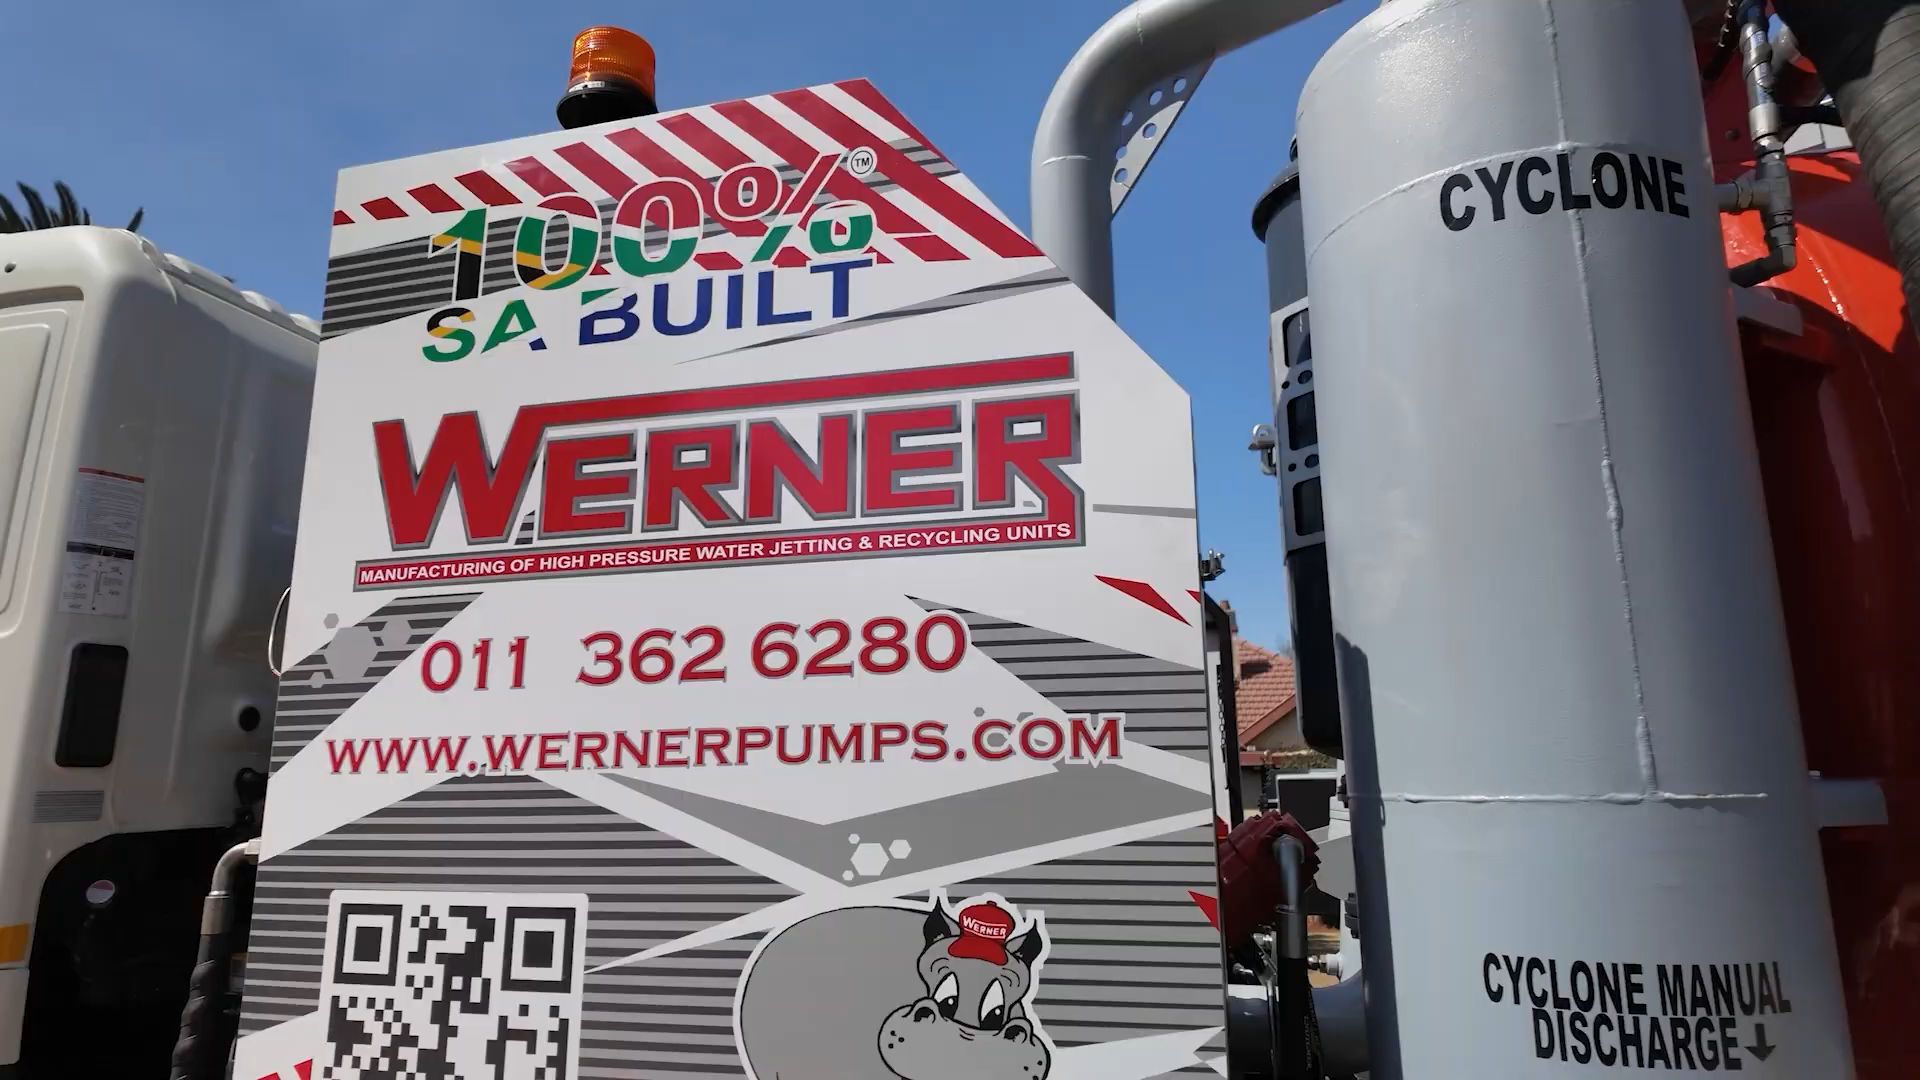 100%™
SA BUILT
WERNER
MANUFACTURING OF HIGH PRESSURE WATER JETTING & RECYCLING UNITS
011 362 6280
WWW.WERNERPUMPS.COM
WERNER
CYCLONE
CYCLONE MANUAL
DISCHARGE↓